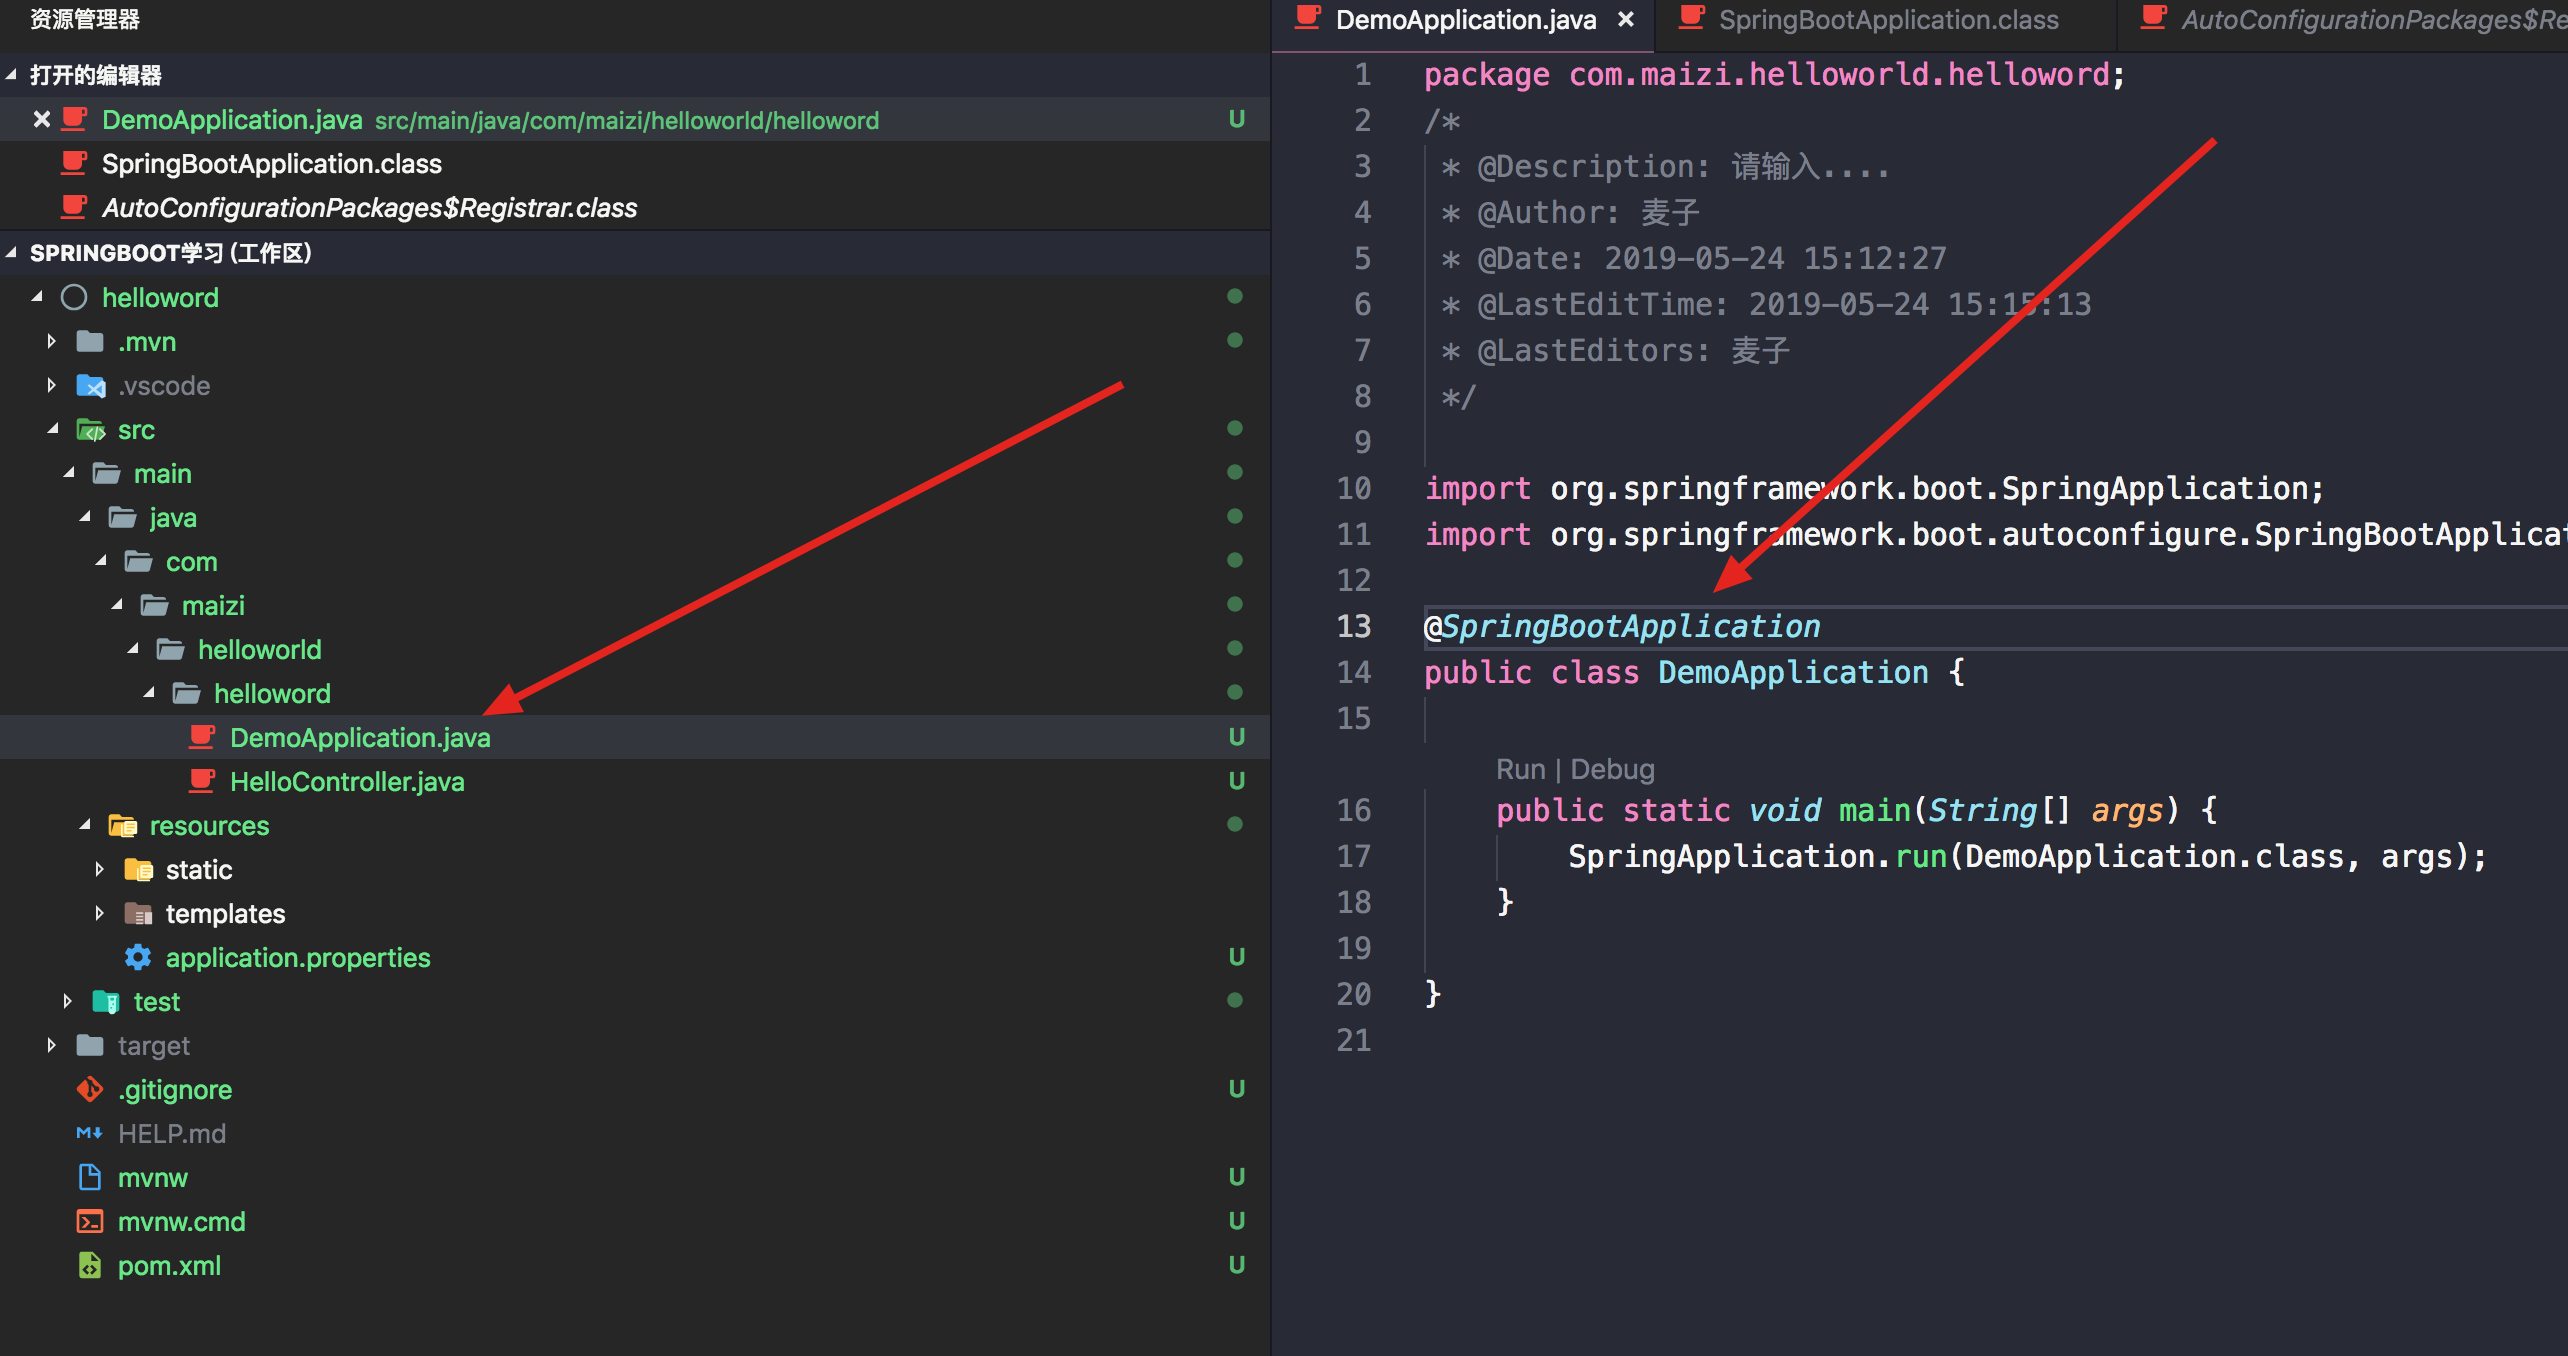 资源管理器
打开的编辑器
DemoApplication.java src/main/java/com/maizi/helloworld/helloword U
SpringBootApplication.class
AutoConfigurationPackages$Registrar.class
SPRINGBOOT学习 (工作区)
helloword
.mvn
.vscode
src
main
java
com
maizi
helloworld
helloword
DemoApplication.java U
HelloController.java U
resources
static
templates
application.properties U
test
target
.gitignore U
HELP.md
mvnw U
mvnw.cmd U
pom.xml U
DemoApplication.java × SpringBootApplication.class AutoConfigurationPackages$Re
1 package com.maizi.helloworld.helloword;
2 /*
3 * @Description: 请输入....
4 * @Author: 麦子
5 * @Date: 2019-05-24 15:12:27
6 * @LastEditTime: 2019-05-24 15:15:13
7 * @LastEditors: 麦子
8 */
9
10 import org.springframework.boot.SpringApplication;
11 import org.springframework.boot.autoconfigure.SpringBootApplicat
12
13 @SpringBootApplication
14 public class DemoApplication {
15
Run | Debug
16 public static void main(String[] args) {
17 SpringApplication.run(DemoApplication.class, args);
18 }
19
20 }
21